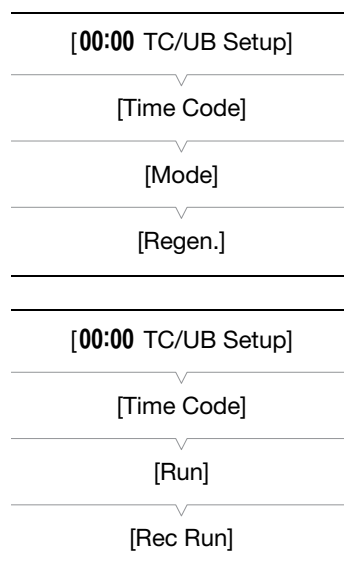 [00:00 TC/UB Setup]
[Time Code]
[Mode]
[Regen.]
[00:00 TC/UB Setup]
[Time Code]
[Run]
[Rec Run]